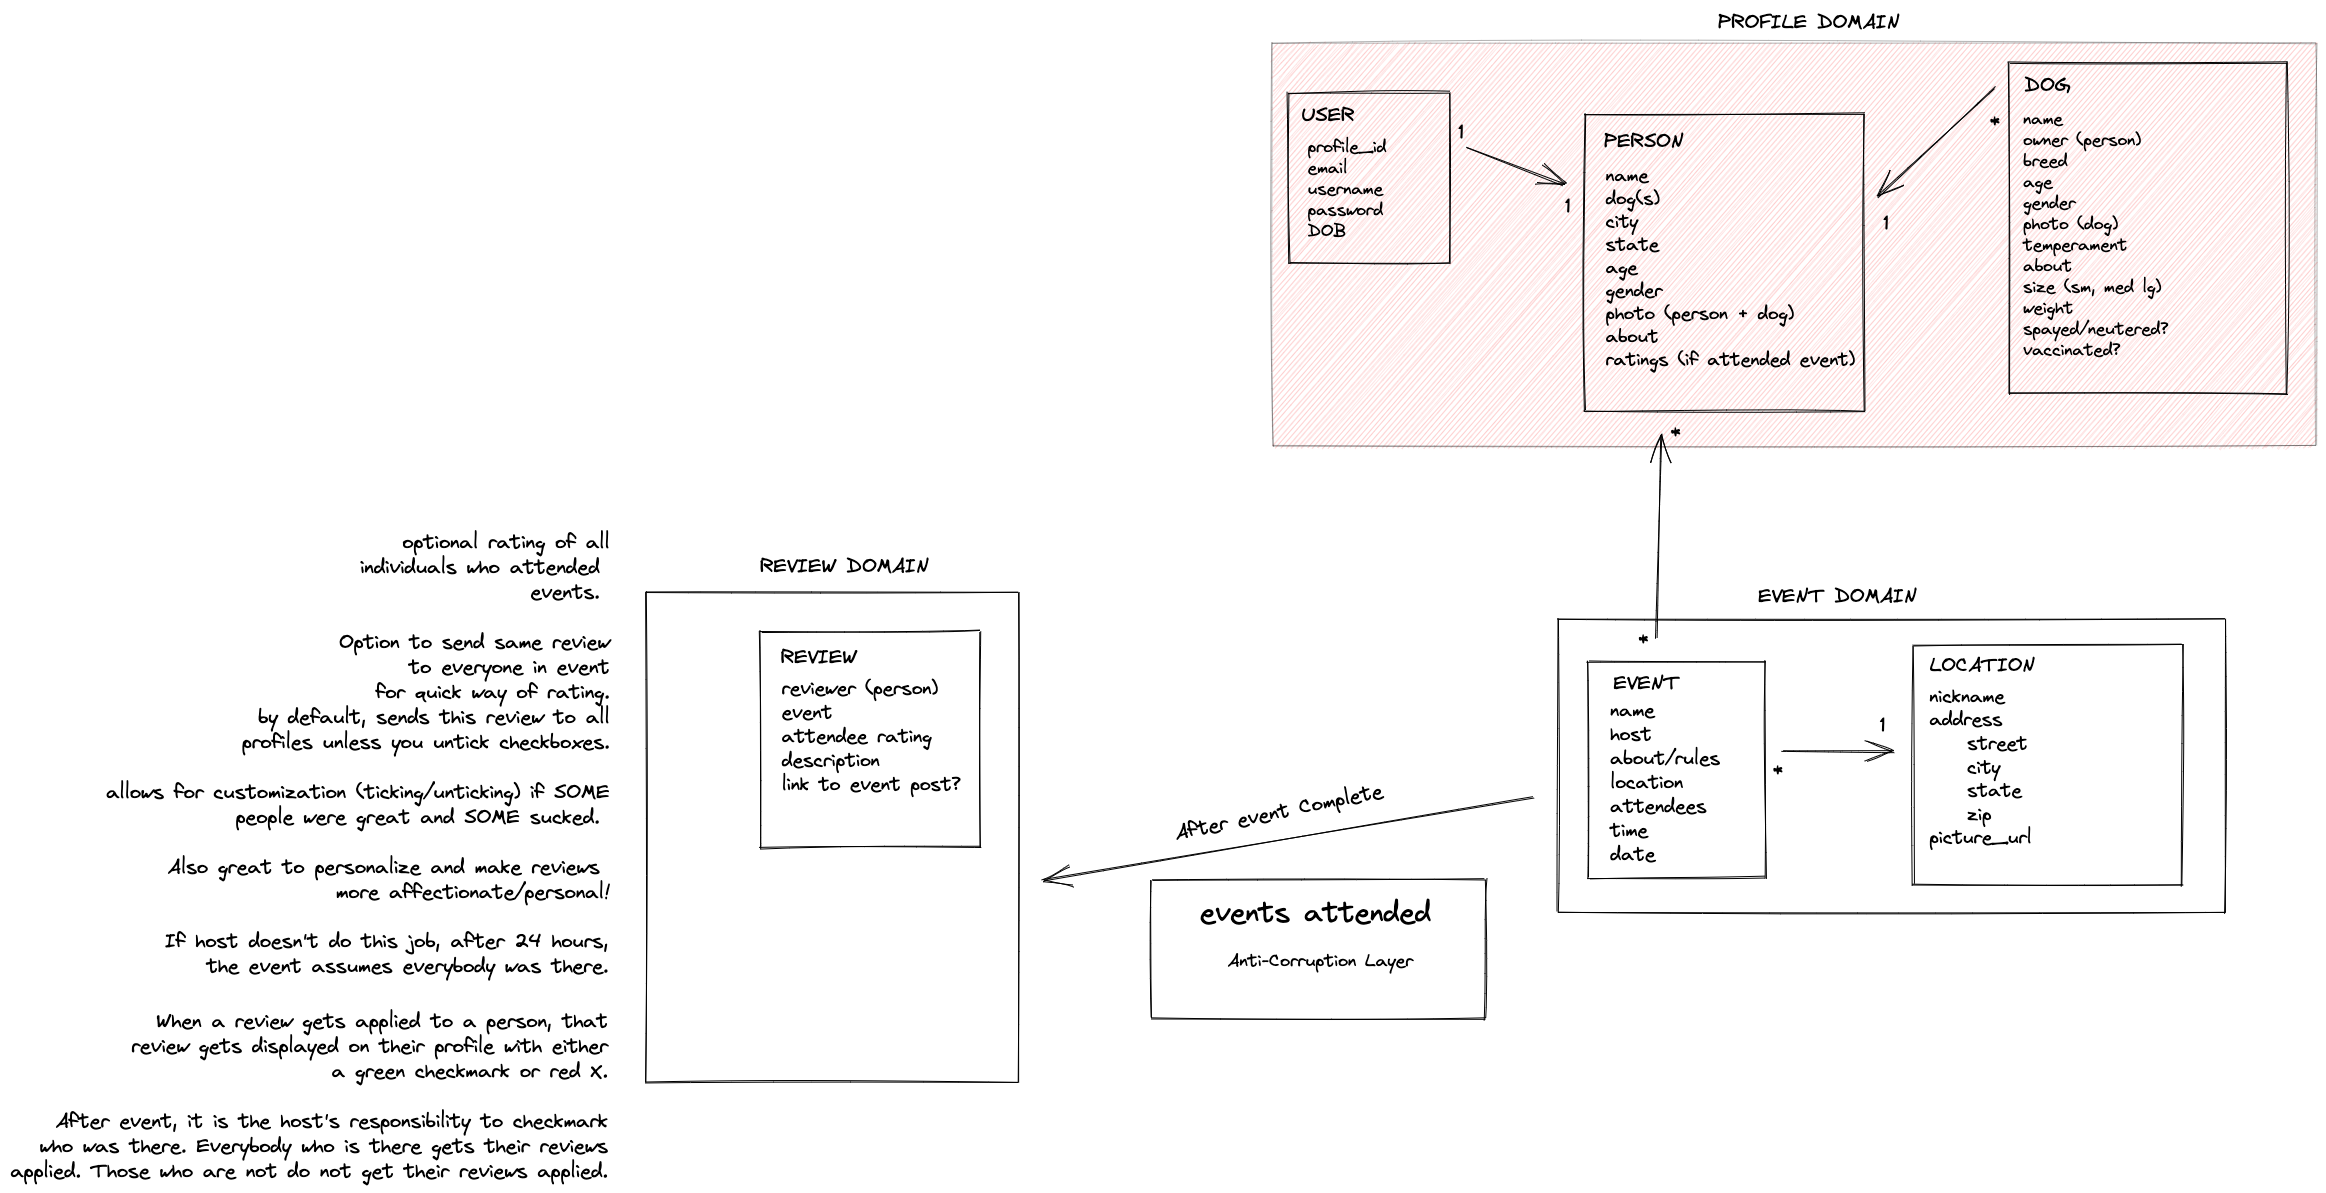 PROFILE DOMAIN
USER
profile_id
email
username
password
DOB
1
1
PERSON
name
dog(s)
city
state
age
gender
photo (person + dog)
about
ratings (if attended event)
*
1
DOG
name
owner (person)
breed
age
gender
photo (dog)
temperament
about
size (sm, med lg)
weight
spayed/neutered?
vaccinated?
*
*
optional rating of all
individuals who attended
events.
Option to send same review
to everyone in event
for quick way of rating.
by default, sends this review to all
profiles unless you untick checkboxes.
allows for customization (ticking/unticking) if SOME
people were great and SOME sucked.
Also great to personalize and make reviews
more affectionate/personal!
If host doesn't do this job, after 24 hours,
the event assumes everybody was there.
When a review gets applied to a person, that
review gets displayed on their profile with either
a green checkmark or red X.
After event, it is the host's responsibility to checkmark
who was there. Everybody who is there gets their reviews
applied. Those who are not do not get their reviews applied.
REVIEW DOMAIN
REVIEW
reviewer (person)
event
attendee rating
description
link to event post?
After event Complete
events attended
Anti-Corruption Layer
EVENT DOMAIN
EVENT
name
host
about/rules
location
attendees
time
date
*
1
LOCATION
nickname
address
street
city
state
zip
picture_url